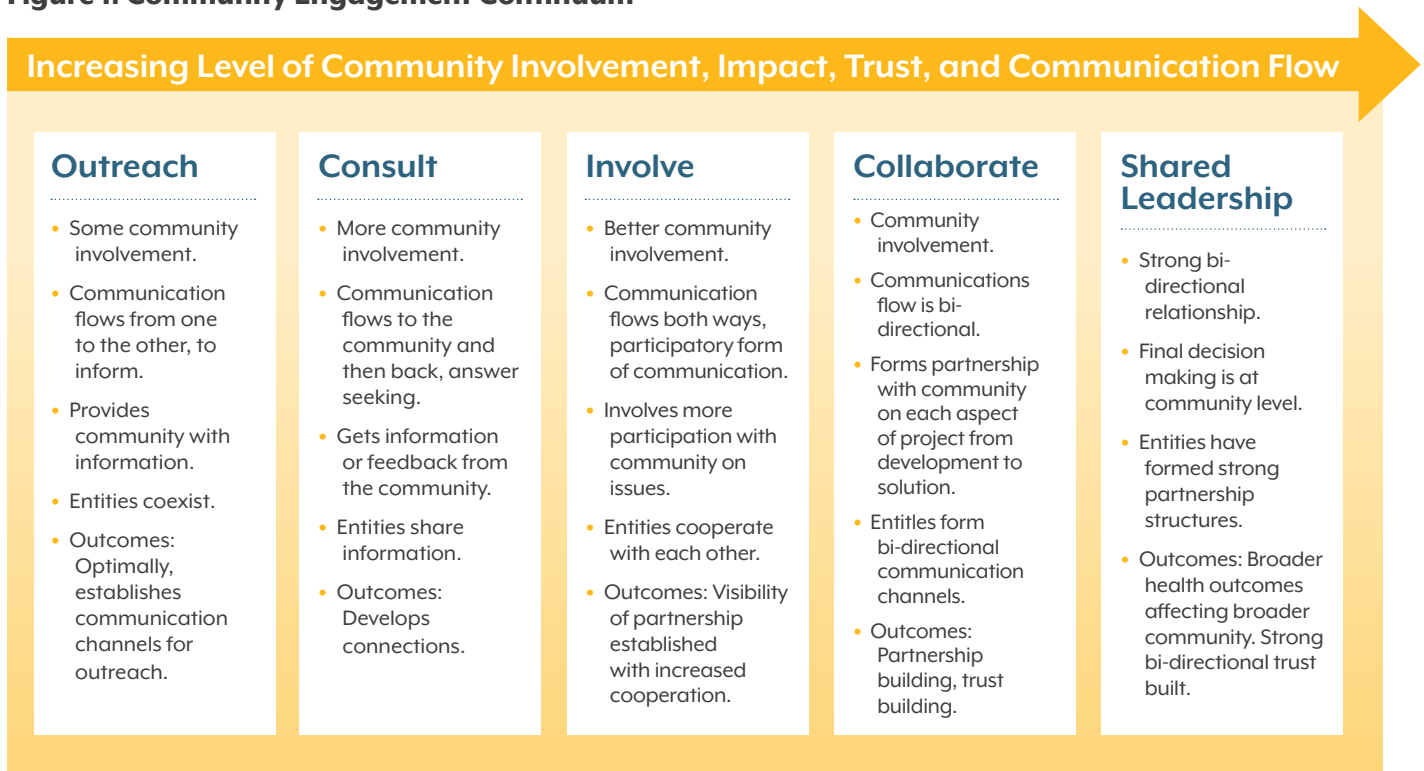 Figure 1. Community Engagement Continuum
Increasing Level of Community Involvement, Impact, Trust, and Communication Flow
Outreach
• Some community
involvement.
• Communication
flows from one
to the other, to
inform.
• Provides
community with
information.
• Entities coexist.
• Outcomes:
Optimally,
establishes
communication
channels for
outreach.
Consult
• More community
involvement.
• Communication
flows to the
community and
then back, answer
seeking.
• Gets information
or feedback from
the community.
• Entities share
information.
• Outcomes:
Develops
connections.
Involve
• Better community
involvement.
• Communication
flows both ways,
participatory form
of communication.
• Involves more
participation with
community on
issues.
• Entities cooperate
with each other.
• Outcomes: Visibility
of partnership
established
with increased
cooperation.
Collaborate
• Community
involvement.
• Communications
flow is bi-
directional.
• Forms partnership
with community
on each aspect
of project from
development to
solution.
• Entitles form
bi-directional
communication
channels.
• Outcomes:
Partnership
building, trust
building.
Shared
Leadership
• Strong bi-
directional
relationship.
• Final decision
making is at
community level.
• Entities have
formed strong
partnership
structures.
• Outcomes: Broader
health outcomes
affecting broader
community. Strong
bi-directional trust
built.